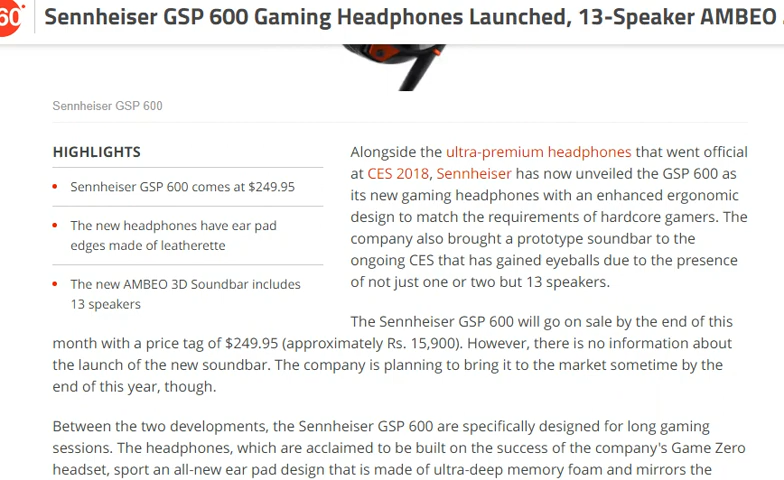 60
Sennheiser GSP 600 Gaming Headphones Launched, 13-Speaker AMBEO
Sennheiser GSP 600
HIGHLIGHTS
Sennheiser GSP 600 comes at $249.95
The new headphones have ear pad
edges made of leatherette
The new AMBEO 3D Soundbar includes
13 speakers
Alongside the ultra-premium headphones that went official
at CES 2018, Sennheiser has now unveiled the GSP 600 as
its new gaming headphones with an enhanced ergonomic
design to match the requirements of hardcore gamers. The
company also brought a prototype soundbar to the
ongoing CES that has gained eyeballs due to the presence
of not just one or two but 13 speakers.
The Sennheiser GSP 600 will go on sale by the end of this
month with a price tag of $249.95 (approximately Rs. 15,900). However, there is no information about
the launch of the new soundbar. The company is planning to bring it to the market sometime by the
end of this year, though.
Between the two developments, the Sennheiser GSP 600 are specifically designed for long gaming
sessions. The headphones, which are acclaimed to be built on the success of the company's Game Zero
headset, sport an all-new ear pad design that is made of ultra-deep memory foam and mirrors the